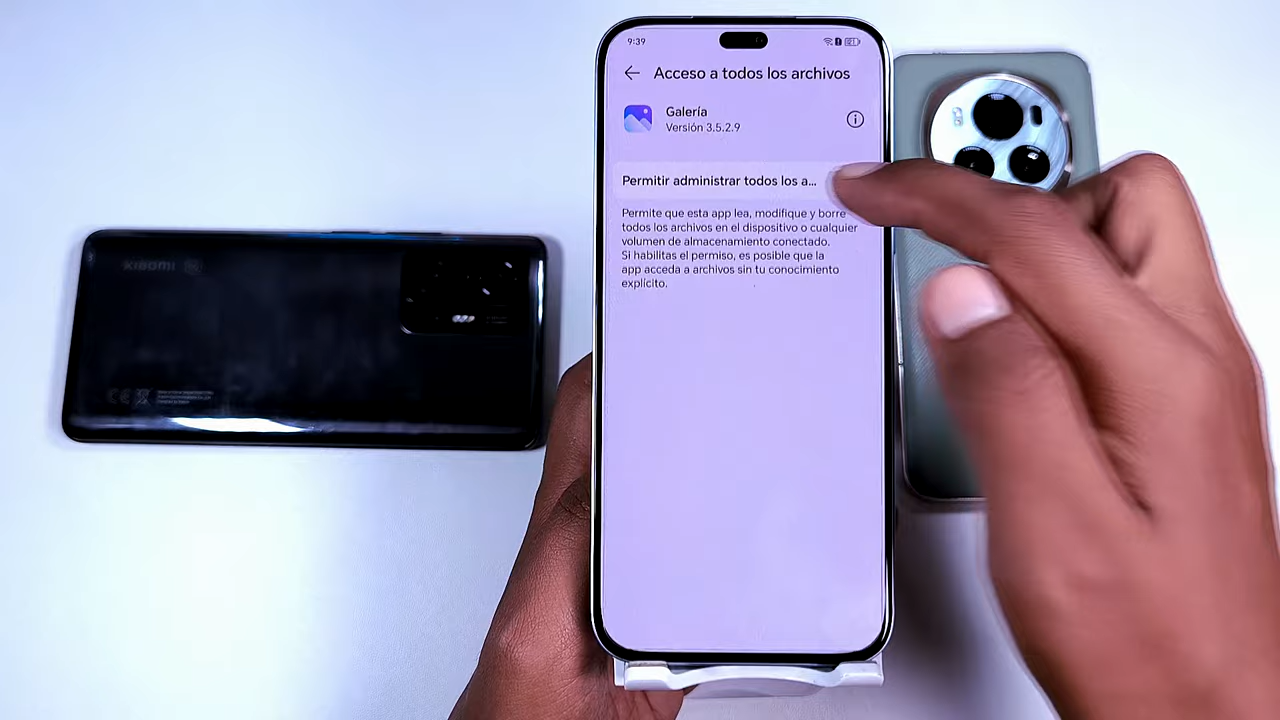 9:39
Acceso a todos los archivos
Galería
Versión 3.5.2.9
Permitir administrar todos los a...
Permite que esta app lea, modifique y borre
todos los archivos en el dispositivo o cualquier
volumen de almacenamiento conectado.
Si habilitas el permiso, es posible que la
app acceda a archivos sin tu conocimiento
explícito.
xiaomi